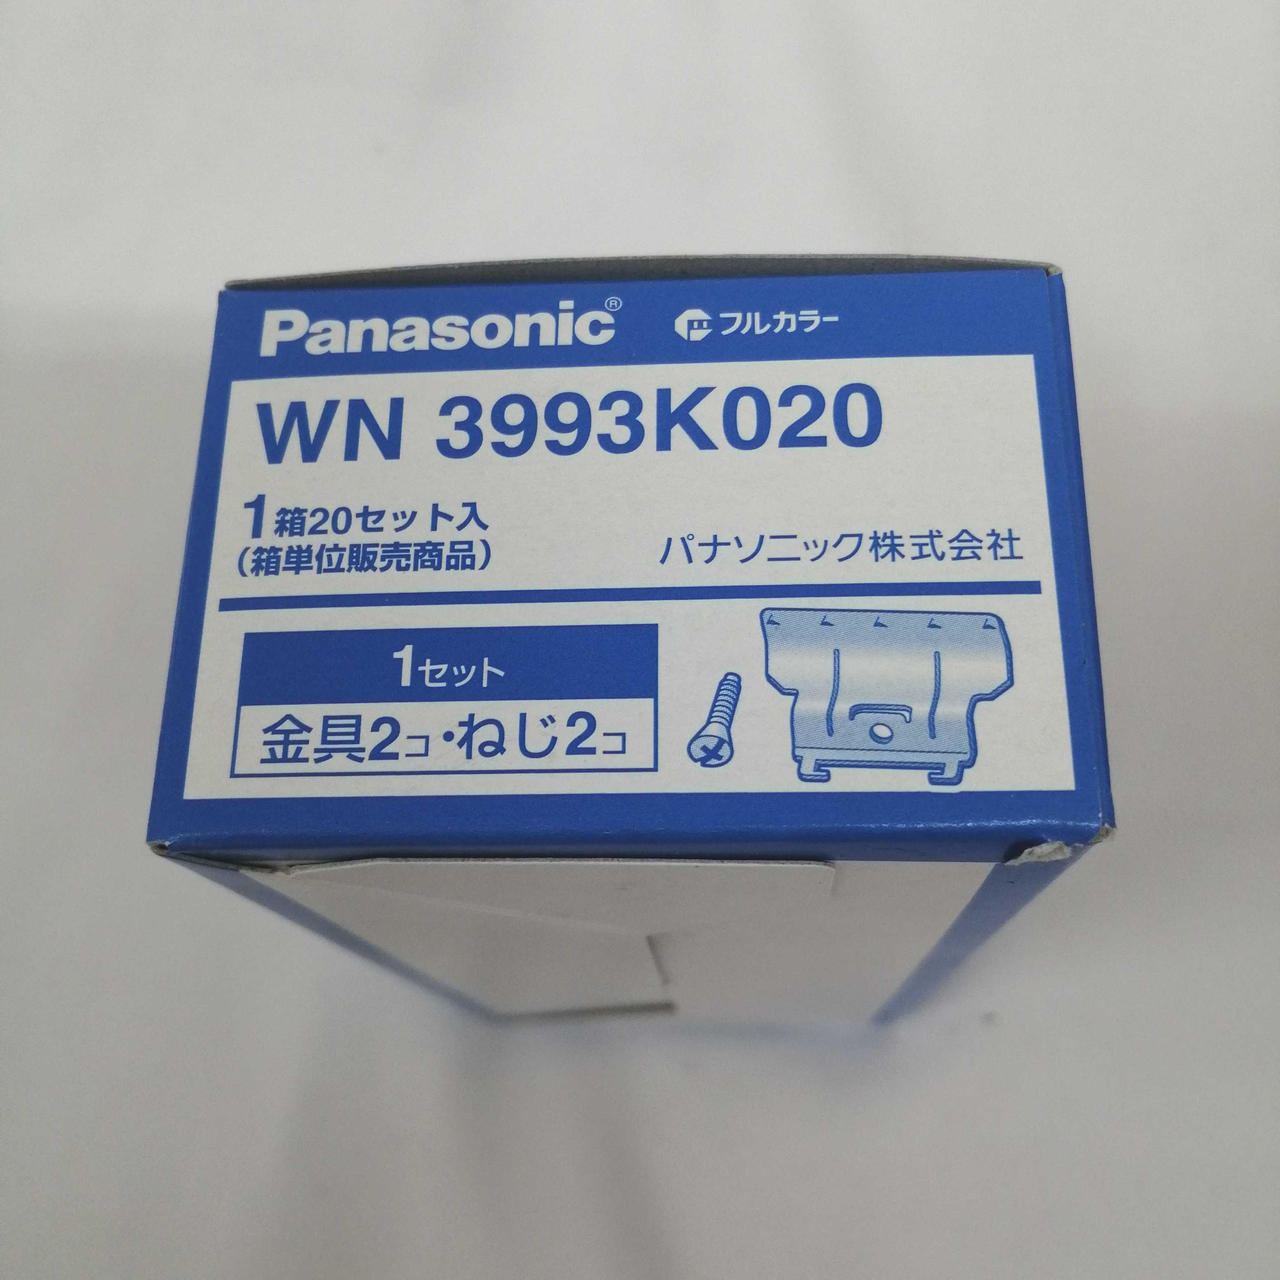 Panasonic® フルカラー
WN 3993K020
1箱20セット入
(箱単位販売商品)
パナソニック株式会社
1セット
金具2コ・ねじ2コ